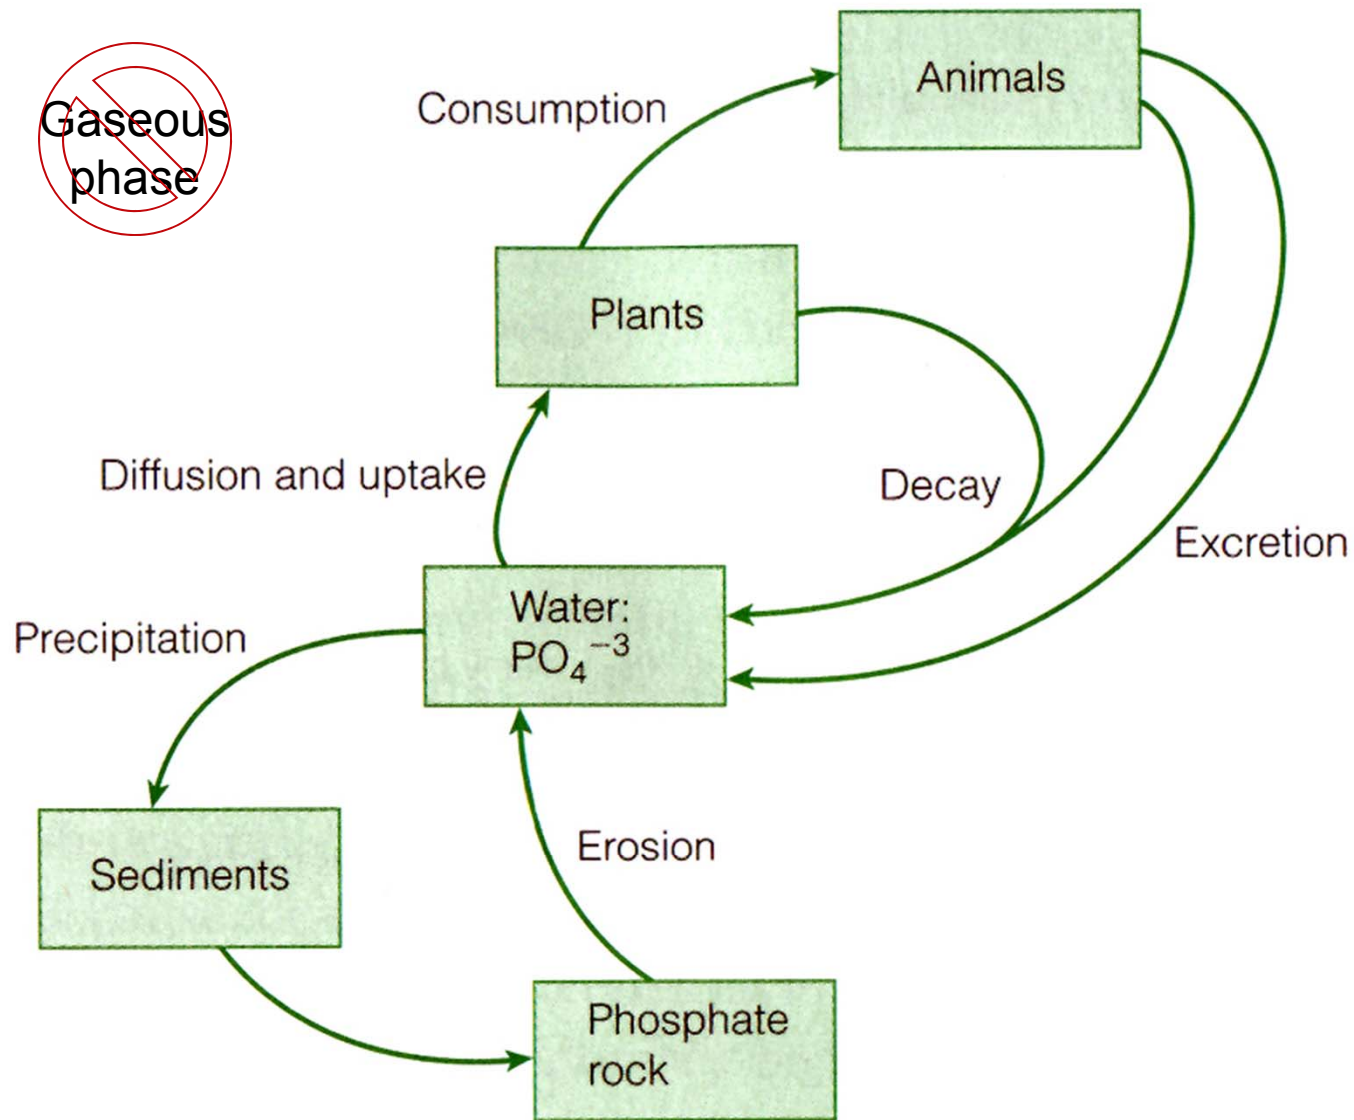 Gaseous
phase
Animals
Consumption
Plants
Diffusion and uptake
Decay
Excretion
Water:
PO₄⁻³
Precipitation
Erosion
Sediments
Phosphate
rock